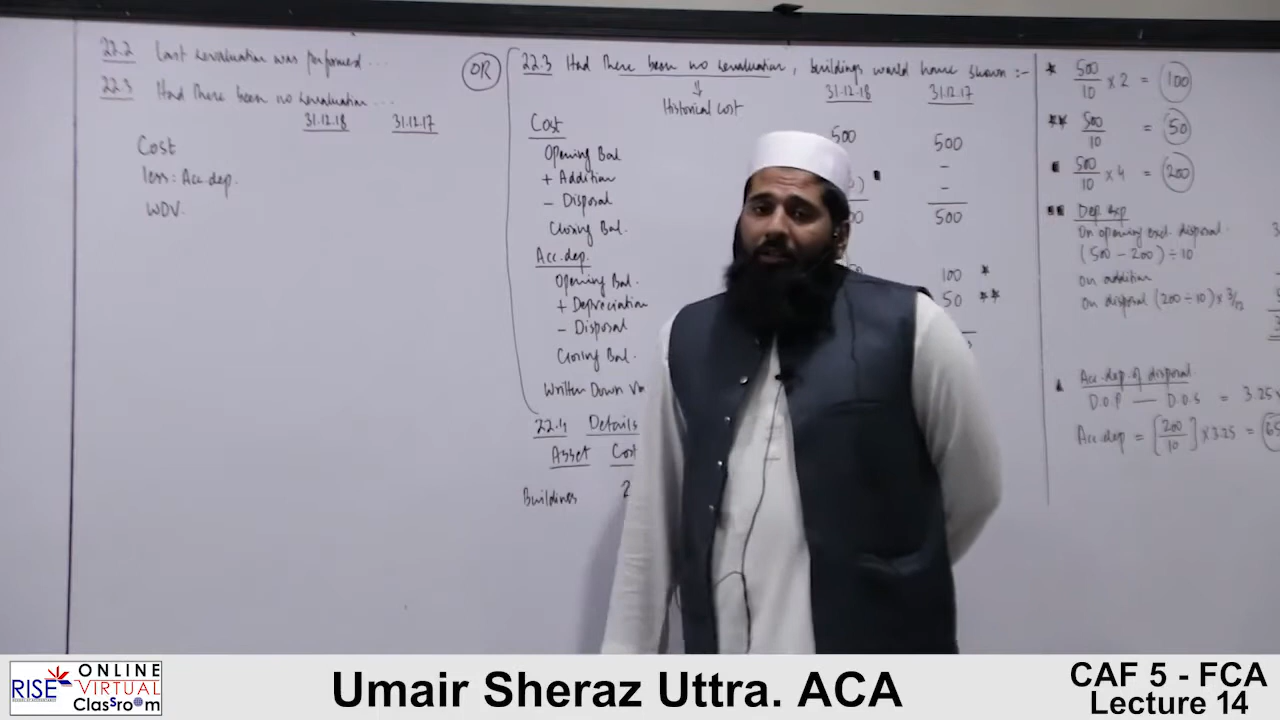 22.2 Last revaluation was performed ...
22.3 Had there been no revaluation ...
31.12.18 31.12.17
Cost
less: Acc. dep.
WDV
OR
22.3 Had there been no revaluation, buildings would have shown :-
Historical cost
31.12.18 31.12.17
Cost
Opening Bal 500 500
+ Addition -
- Disposal -
Closing Bal. 500
Acc. dep.
Opening Bal. 100 *
+ Depreciation 50 **
- Disposal
Closing Bal.
Written Down
22.4 Details
Asset Cost
Buildings 2
* 500/10 × 2 = 100
** 500/10 = 50
▪ 500/10 × 4 = 200
▪▪ Dep. exp
On opening excl. disposal.
(500 - 200) ÷ 10
on addition
on disposal (200 ÷ 10) × 3/12
Acc. dep. of disposal
D.O.P — D.O.S = 3.25
Acc. dep = [200/10] × 3.25 = 65
RISE
ONLINE
VIRTUAL
Classroom
Umair Sheraz Uttra. ACA
CAF 5 - FCA
Lecture 14